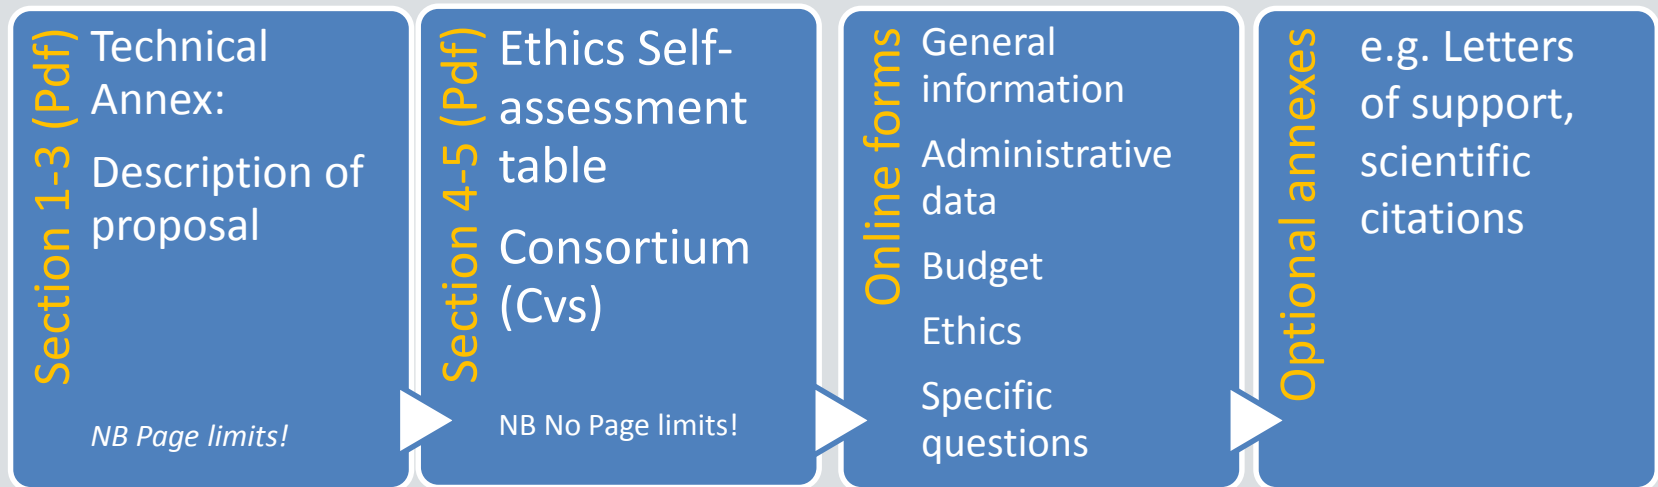 Section 1-3 (Pdf)
Technical
Annex:
Description of
proposal
NB Page limits!
Section 4-5 (Pdf)
Ethics Self-
assessment
table
Consortium
(Cvs)
NB No Page limits!
Online forms
General
information
Administrative
data
Budget
Ethics
Specific
questions
Optional annexes
e.g. Letters
of support,
scientific
citations